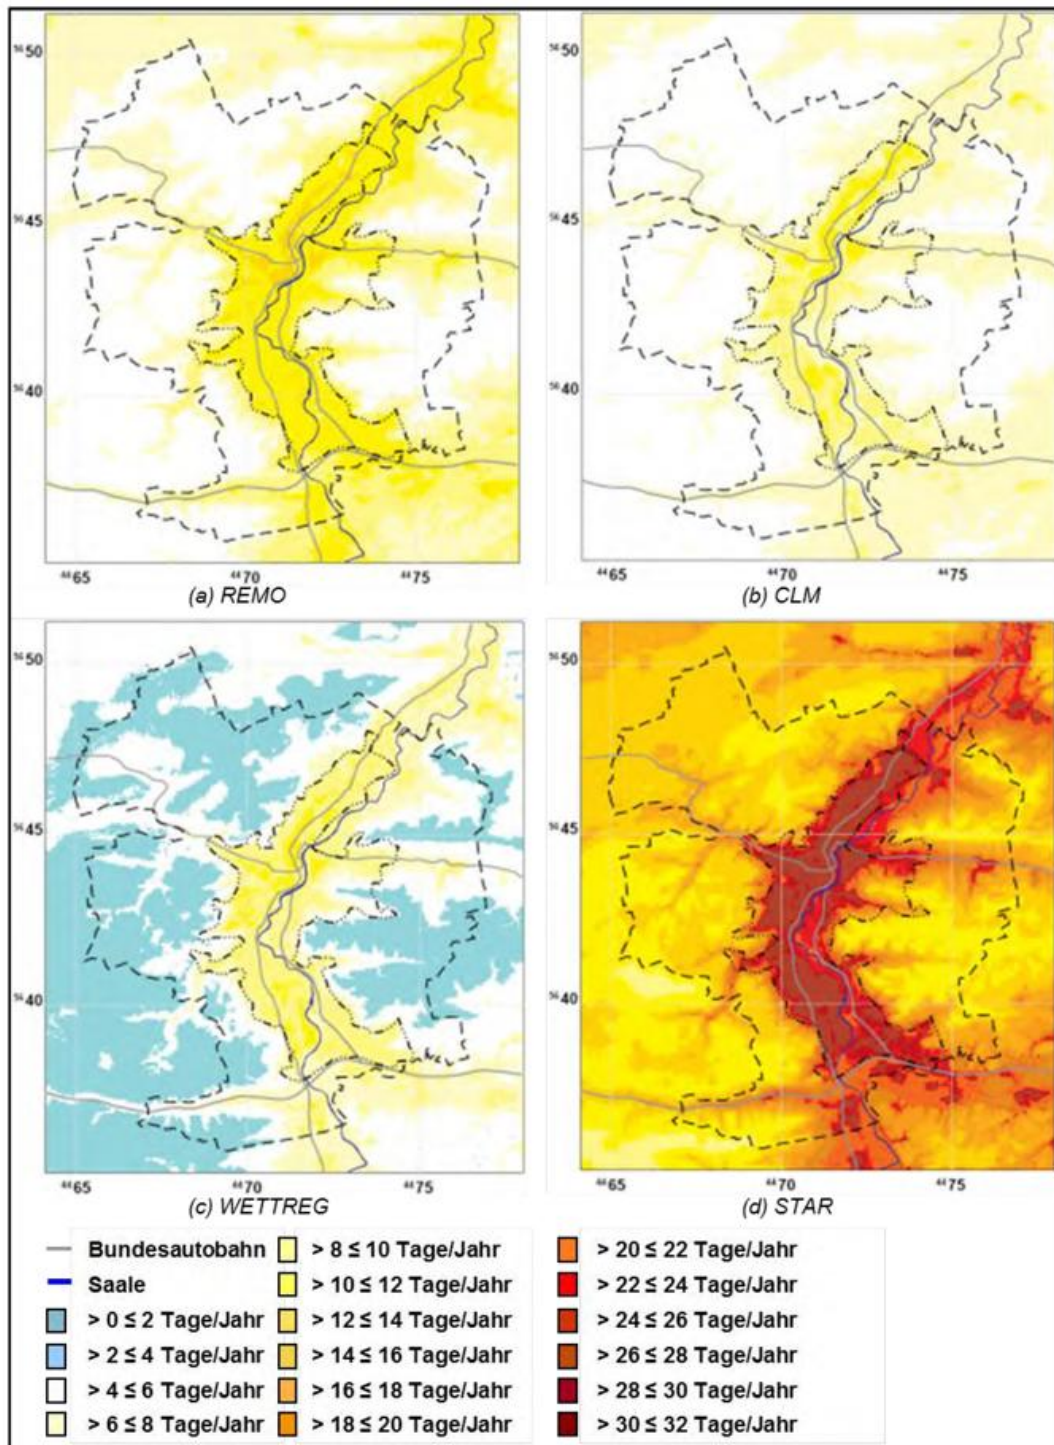 ⁵⁶50
⁵⁶50
⁵⁶45
⁵⁶45
⁵⁶40
⁵⁶40
⁴⁴65 ⁴⁴70 ⁴⁴75
⁴⁴65 ⁴⁴70 ⁴⁴75
(a) REMO
(b) CLM
⁵⁶50
⁵⁶50
⁵⁶45
⁵⁶45
⁵⁶40
⁵⁶40
⁴⁴65 ⁴⁴70 ⁴⁴75
⁴⁴65 ⁴⁴70 ⁴⁴75
(c) WETTREG
(d) STAR
Bundesautobahn
Saale
> 0 ≤ 2 Tage/Jahr
> 2 ≤ 4 Tage/Jahr
> 4 ≤ 6 Tage/Jahr
> 6 ≤ 8 Tage/Jahr
> 8 ≤ 10 Tage/Jahr
> 10 ≤ 12 Tage/Jahr
> 12 ≤ 14 Tage/Jahr
> 14 ≤ 16 Tage/Jahr
> 16 ≤ 18 Tage/Jahr
> 18 ≤ 20 Tage/Jahr
> 20 ≤ 22 Tage/Jahr
> 22 ≤ 24 Tage/Jahr
> 24 ≤ 26 Tage/Jahr
> 26 ≤ 28 Tage/Jahr
> 28 ≤ 30 Tage/Jahr
> 30 ≤ 32 Tage/Jahr